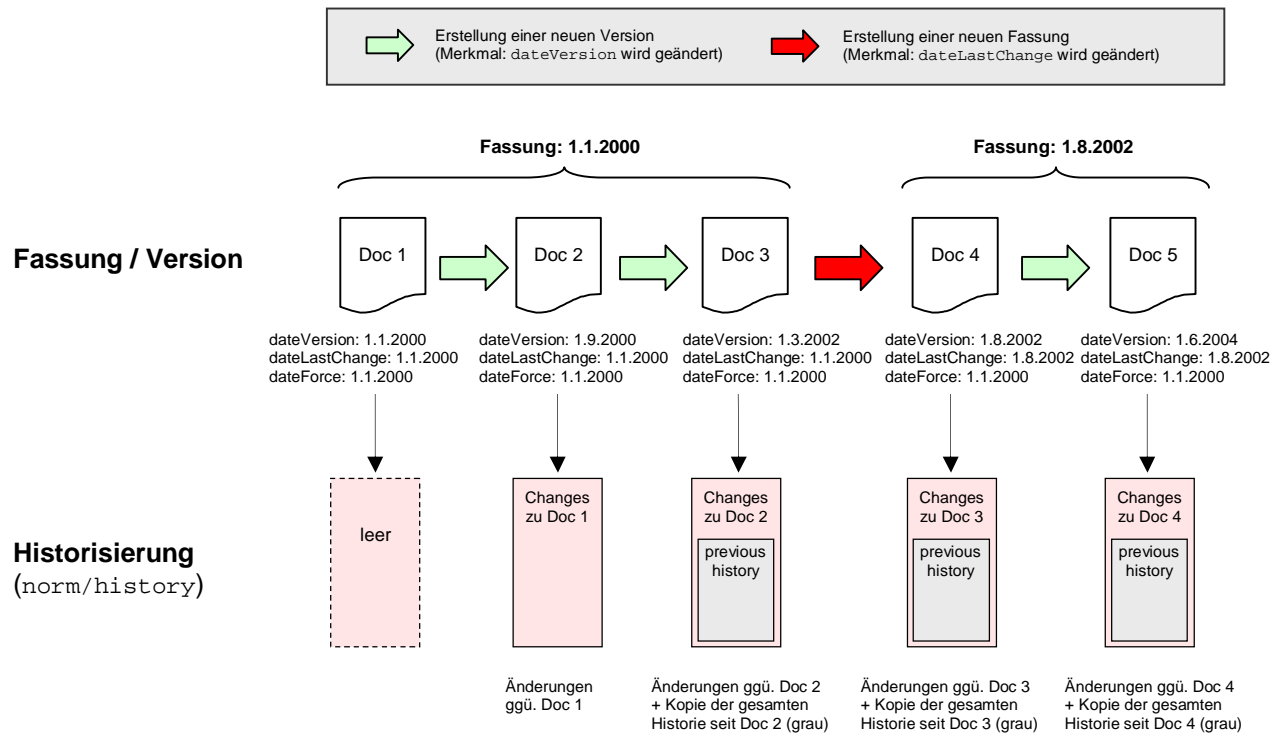 Erstellung einer neuen Version
(Merkmal: dateVersion wird geändert)
Erstellung einer neuen Fassung
(Merkmal: dateLastChange wird geändert)
Fassung: 1.1.2000
Fassung: 1.8.2002
Fassung / Version
Doc 1
Doc 2
Doc 3
Doc 4
Doc 5
dateVersion: 1.1.2000
dateLastChange: 1.1.2000
dateForce: 1.1.2000
dateVersion: 1.9.2000
dateLastChange: 1.1.2000
dateForce: 1.1.2000
dateVersion: 1.3.2002
dateLastChange: 1.1.2000
dateForce: 1.1.2000
dateVersion: 1.8.2002
dateLastChange: 1.8.2002
dateForce: 1.1.2000
dateVersion: 1.6.2004
dateLastChange: 1.8.2002
dateForce: 1.1.2000
Historisierung
(norm/history)
leer
Changes
zu Doc 1
Changes
zu Doc 2
previous
history
Changes
zu Doc 3
previous
history
Changes
zu Doc 4
previous
history
Änderungen
ggü. Doc 1
Änderungen ggü. Doc 2
+ Kopie der gesamten
Historie seit Doc 2 (grau)
Änderungen ggü. Doc 3
+ Kopie der gesamten
Historie seit Doc 3 (grau)
Änderungen ggü. Doc 4
+ Kopie der gesamten
Historie seit Doc 4 (grau)